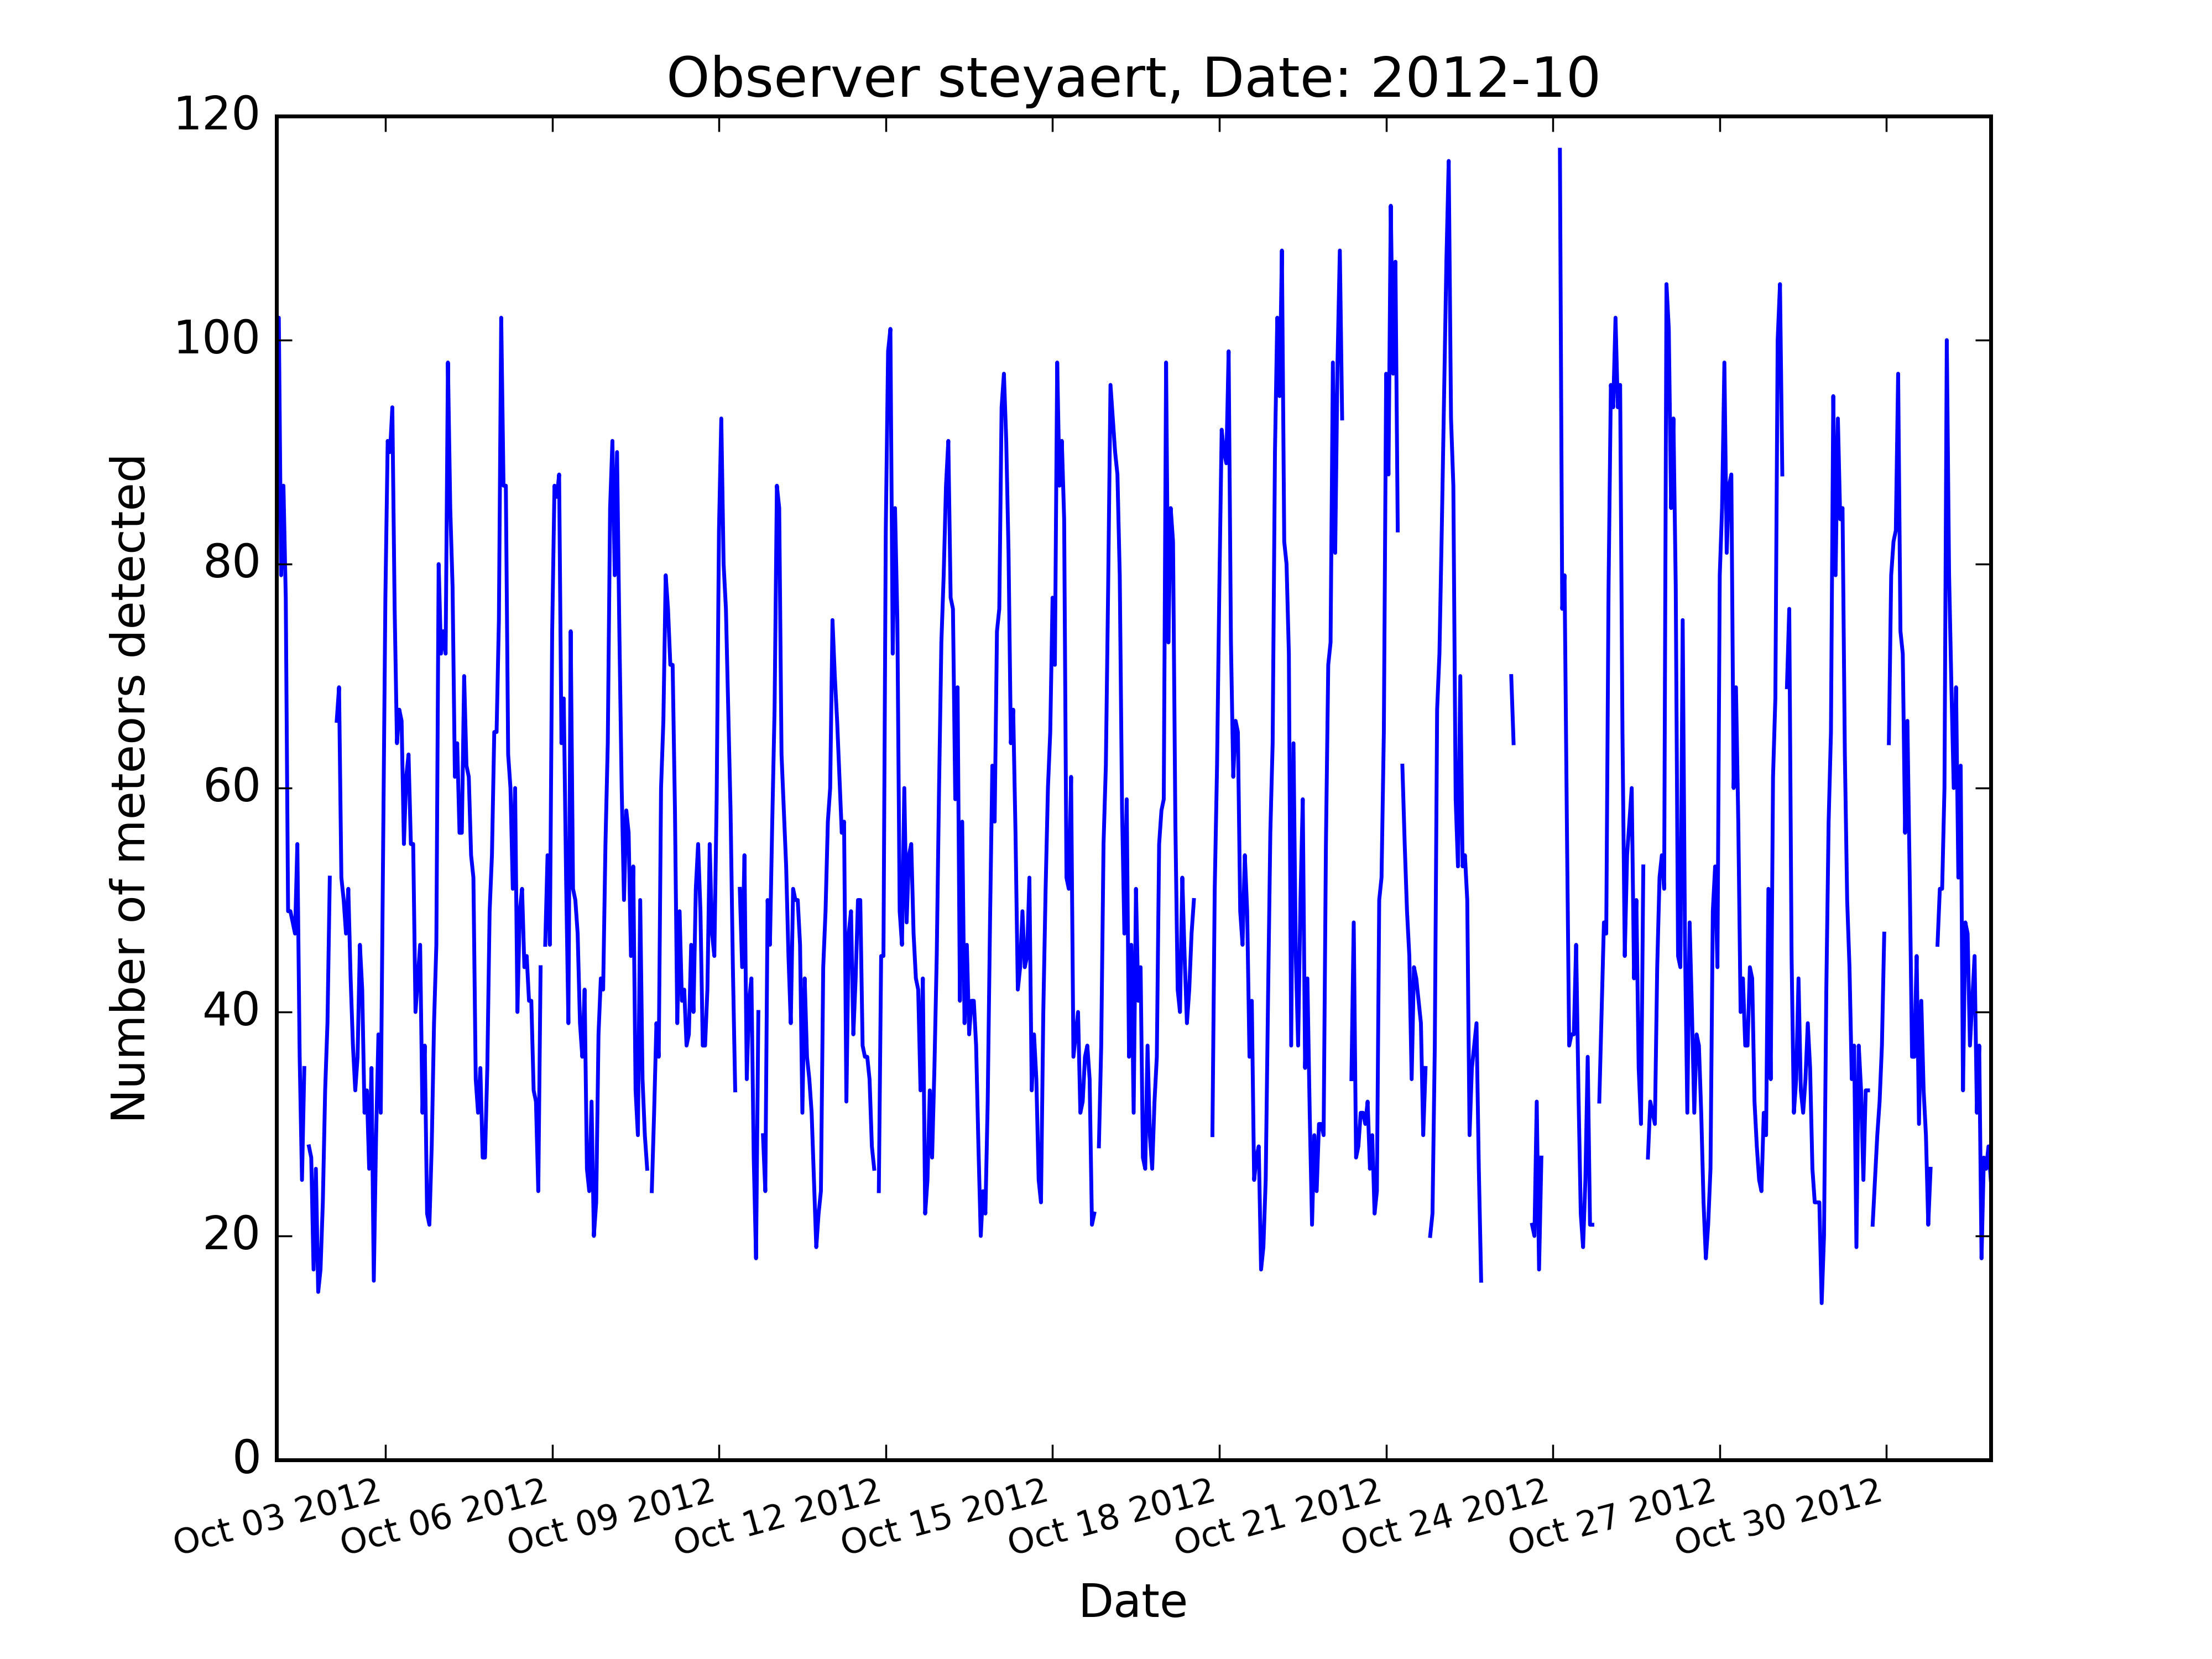 Observer steyaert, Date: 2012-10
120
100
80
60
40
20
0
Number of meteors detected
Oct 03 2012
Oct 06 2012
Oct 09 2012
Oct 12 2012
Oct 15 2012
Oct 18 2012
Oct 21 2012
Oct 24 2012
Oct 27 2012
Oct 30 2012
Date